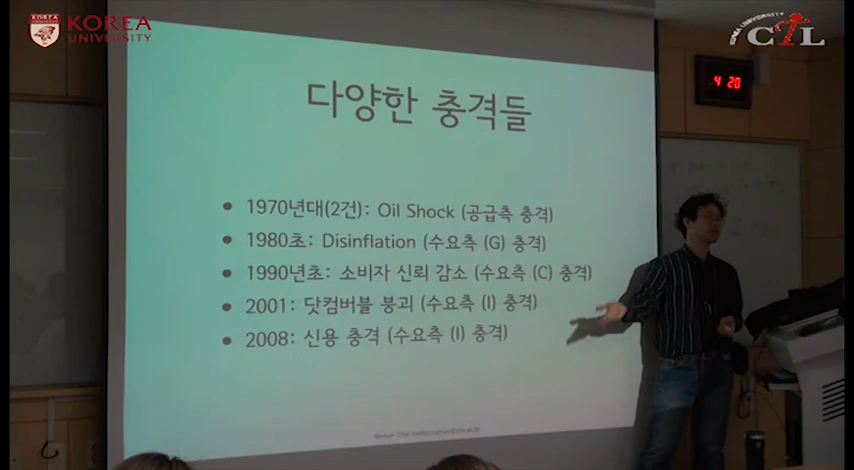 KOREA
UNIVERSITY
KOREA UNIVERSITY
CTL
4 20
다양한 충격들
• 1970년대(2건): Oil Shock (공급측 충격)
• 1980초: Disinflation (수요측 (G) 충격)
• 1990년초: 소비자 신뢰 감소 (수요측 (C) 충격)
• 2001: 닷컴버블 붕괴 (수요측 (I) 충격)
• 2008: 신용 충격 (수요측 (I) 충격)